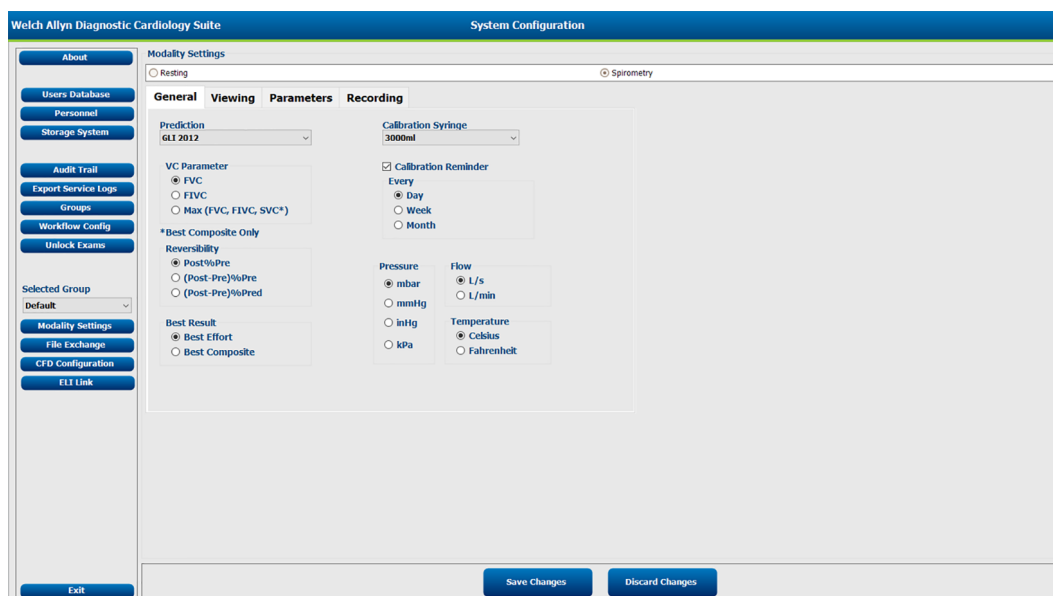 Welch Allyn Diagnostic Cardiology Suite
System Configuration
About
Users Database
Personnel
Storage System
Audit Trail
Export Service Logs
Groups
Workflow Config
Unlock Exams
Selected Group
Default
Modality Settings
File Exchange
CFD Configuration
ELI Link
Exit
Modality Settings
Resting
Spirometry
General Viewing Parameters Recording
Prediction
GLI 2012
VC Parameter
FVC
FIVC
Max (FVC, FIVC, SVC*)
*Best Composite Only
Reversibility
Post%Pre
(Post-Pre)%Pre
(Post-Pre)%Pred
Best Result
Best Effort
Best Composite
Calibration Syringe
3000ml
Calibration Reminder
Every
Day
Week
Month
Pressure
mbar
mmHg
inHg
kPa
Flow
L/s
L/min
Temperature
Celsius
Fahrenheit
Save Changes
Discard Changes